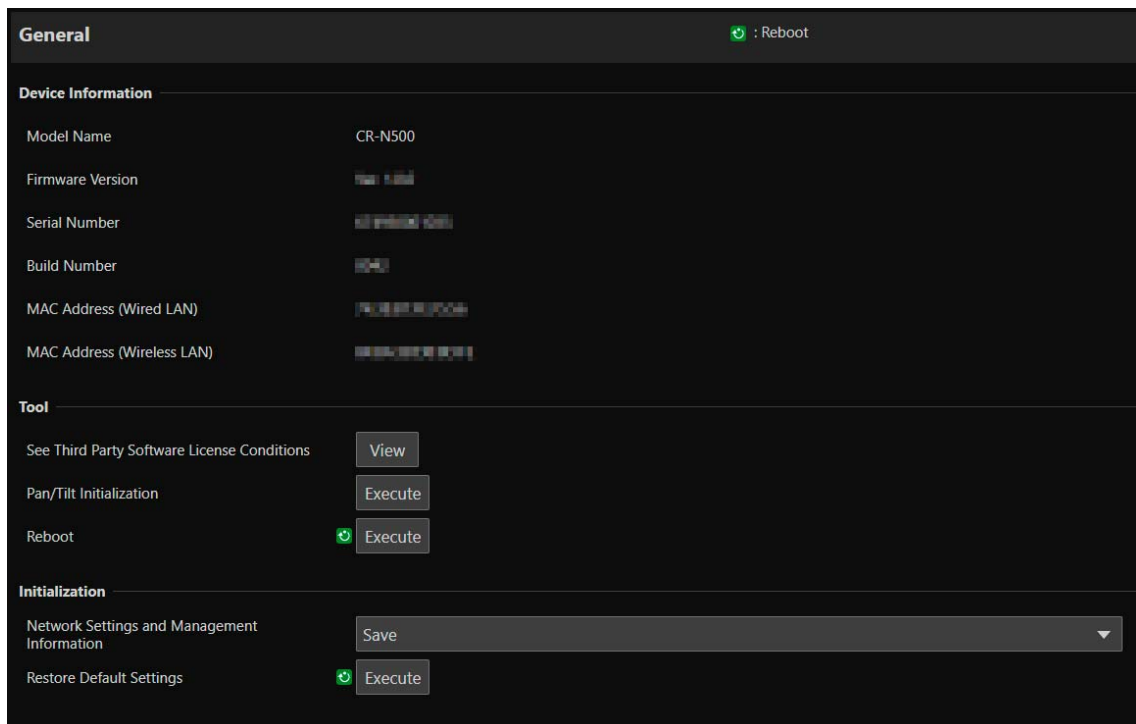 General
: Reboot
Device Information
Model Name
CR-N500
Firmware Version
Serial Number
Build Number
MAC Address (Wired LAN)
MAC Address (Wireless LAN)
Tool
See Third Party Software License Conditions
View
Pan/Tilt Initialization
Execute
Reboot
Execute
Initialization
Network Settings and Management
Information
Save
Restore Default Settings
Execute